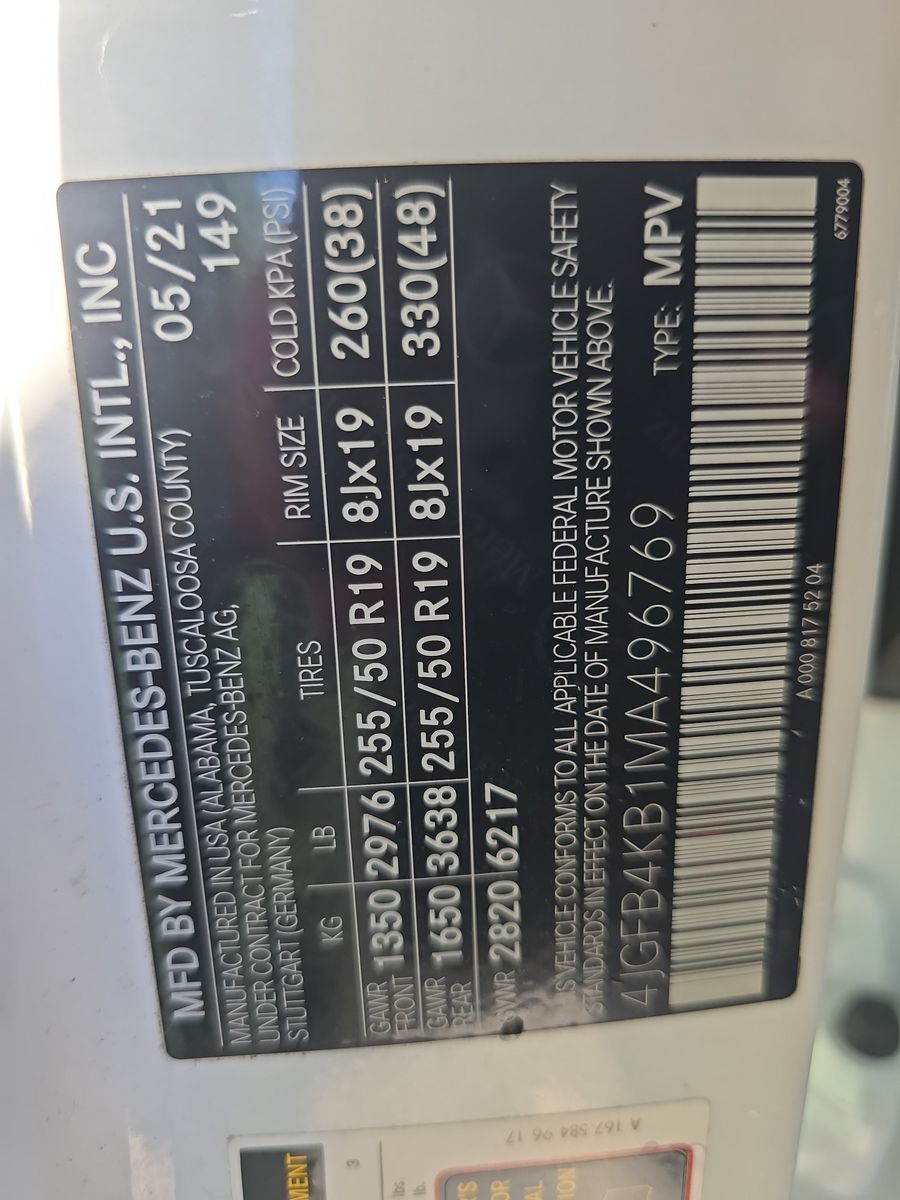 MFD BY MERCEDES-BENZ U.S. INTL., INC
MANUFACTURED IN USA (ALABAMA, TUSCALOOSA COUNTY) 05/21
UNDER CONTRACT FOR MERCEDES-BENZ AG, 149
STUTTGART (GERMANY)
KG LB TIRES RIM SIZE COLD KPA (PSI)
GAWR FRONT 1350 2976 255/50 R19 8Jx19 260(38)
GAWR REAR 1650 3638 255/50 R19 8Jx19 330(48)
GVWR 2820 6217
THIS VEHICLE CONFORMS TO ALL APPLICABLE FEDERAL MOTOR VEHICLE SAFETY
STANDARDS IN EFFECT ON THE DATE OF MANUFACTURE SHOWN ABOVE.
4JGFB4KB1MA496769 TYPE: MPV
A 000 817 52 04 6779004
A 167 584 96 17
3
lbs.
lb.